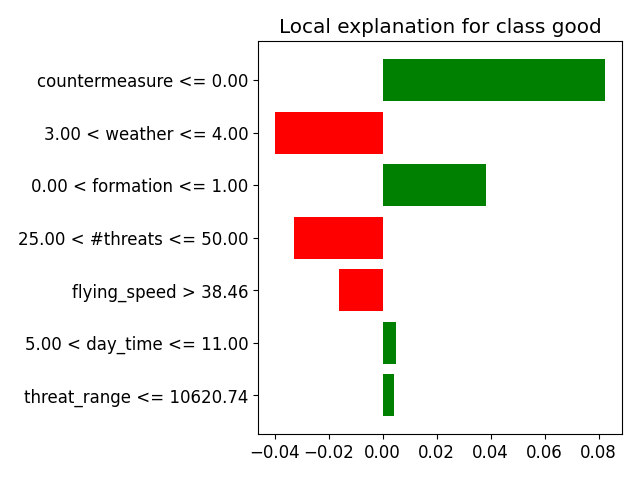 Local explanation for class good
countermeasure <= 0.00
3.00 < weather <= 4.00
0.00 < formation <= 1.00
25.00 < #threats <= 50.00
flying_speed > 38.46
5.00 < day_time <= 11.00
threat_range <= 10620.74
−0.04 −0.02 0.00 0.02 0.04 0.06 0.08